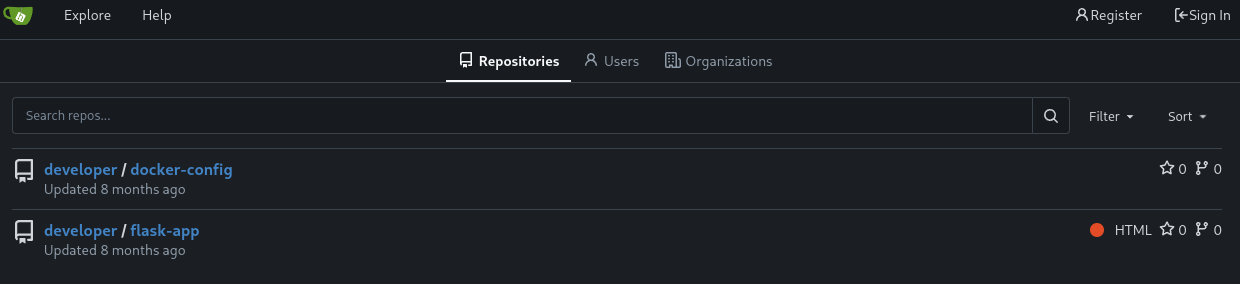 Explore Help Register Sign In
Repositories Users Organizations
Search repos... Filter Sort
developer / docker-config 0 0
Updated 8 months ago
developer / flask-app HTML 0 0
Updated 8 months ago